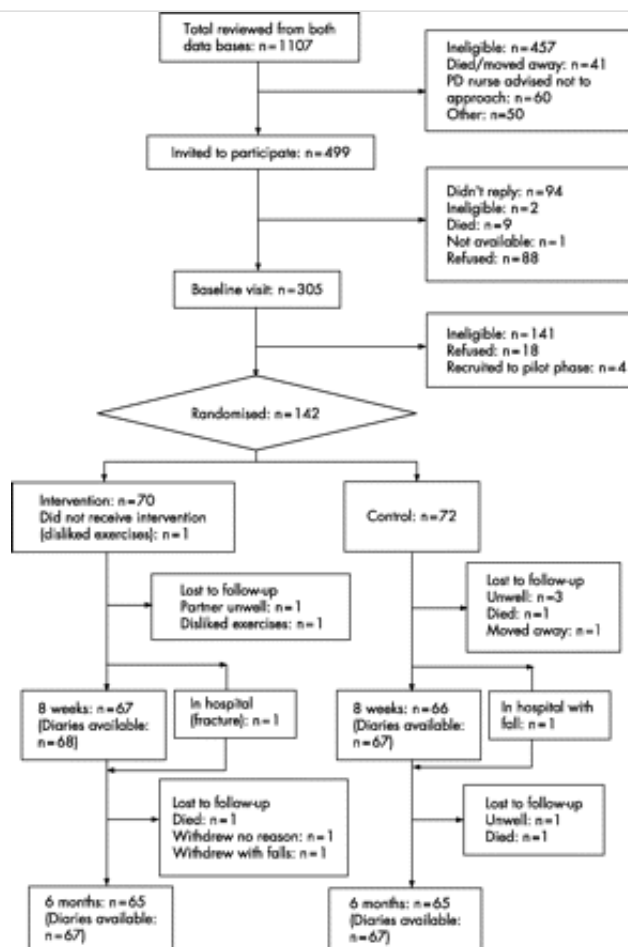 Total reviewed from both
data bases: n=1107
Ineligible: n=457
Died/moved away: n=41
PD nurse advised not to
approach: n=60
Other: n=50
Invited to participate: n=499
Didn't reply: n=94
Ineligible: n=2
Died: n=9
Not available: n=1
Refused: n=88
Baseline visit: n=305
Ineligible: n=141
Refused: n=18
Recruited to pilot phase: n=4
Randomised: n=142
Intervention: n=70
Did not receive intervention
(disliked exercises): n=1
Control: n=72
Lost to follow-up
Partner unwell: n=1
Disliked exercises: n=1
Lost to follow-up
Unwell: n=3
Died: n=1
Moved away: n=1
8 weeks: n=67
(Diaries available:
n=68)
In hospital
(fracture): n=1
8 weeks: n=66
(Diaries available:
n=67)
In hospital with
fall: n=1
Lost to follow-up
Died: n=1
Withdrew no reason: n=1
Withdrew with falls: n=1
Lost to follow-up
Unwell: n=1
Died: n=1
6 months: n=65
(Diaries available:
n=67)
6 months: n=65
(Diaries available:
n=67)